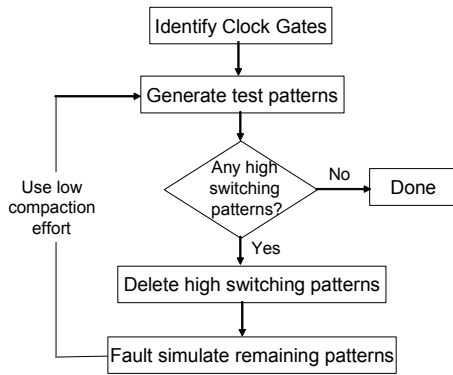 Identify Clock Gates
Generate test patterns
Any high
switching
patterns?
No
Done
Use low
compaction
effort
Yes
Delete high switching patterns
Fault simulate remaining patterns